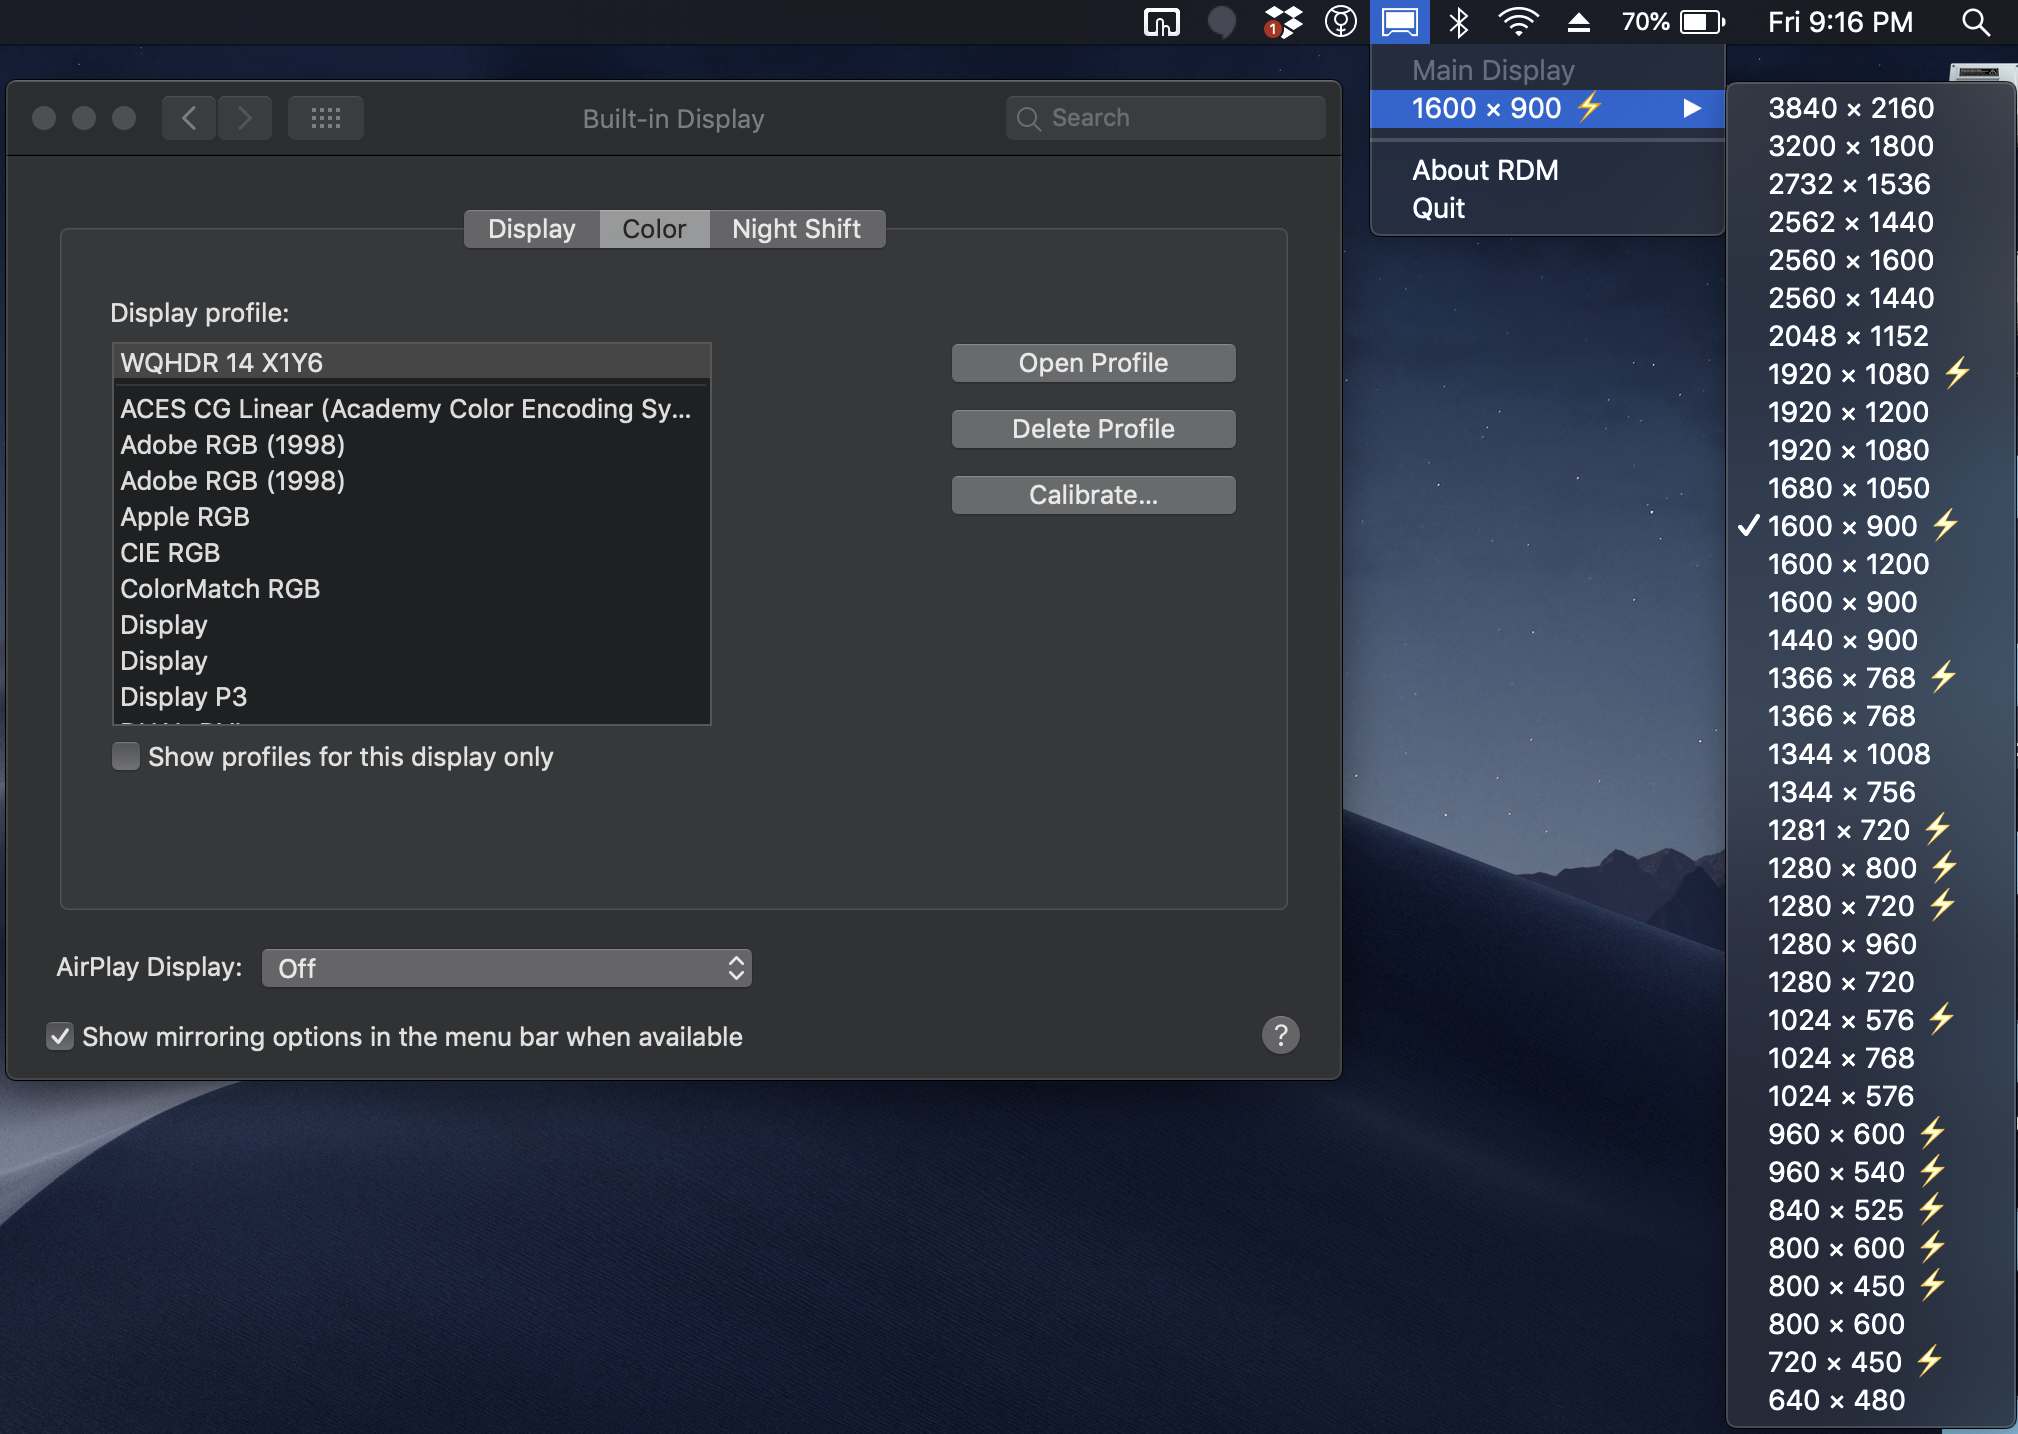 1
70%
Fri 9:16 PM
Built-in Display
Search
Display
Color
Night Shift
Display profile:
WQHDR 14 X1Y6
ACES CG Linear (Academy Color Encoding Sy...
Adobe RGB (1998)
Adobe RGB (1998)
Apple RGB
CIE RGB
ColorMatch RGB
Display
Display
Display P3
Open Profile
Delete Profile
Calibrate...
Show profiles for this display only
AirPlay Display:
Off
Show mirroring options in the menu bar when available
?
Main Display
1600 × 900 ⚡
About RDM
Quit
3840 × 2160
3200 × 1800
2732 × 1536
2562 × 1440
2560 × 1600
2560 × 1440
2048 × 1152
1920 × 1080 ⚡
1920 × 1200
1920 × 1080
1680 × 1050
✓ 1600 × 900 ⚡
1600 × 1200
1600 × 900
1440 × 900
1366 × 768 ⚡
1366 × 768
1344 × 1008
1344 × 756
1281 × 720 ⚡
1280 × 800 ⚡
1280 × 720 ⚡
1280 × 960
1280 × 720
1024 × 576 ⚡
1024 × 768
1024 × 576
960 × 600 ⚡
960 × 540 ⚡
840 × 525 ⚡
800 × 600 ⚡
800 × 450 ⚡
800 × 600
720 × 450 ⚡
640 × 480